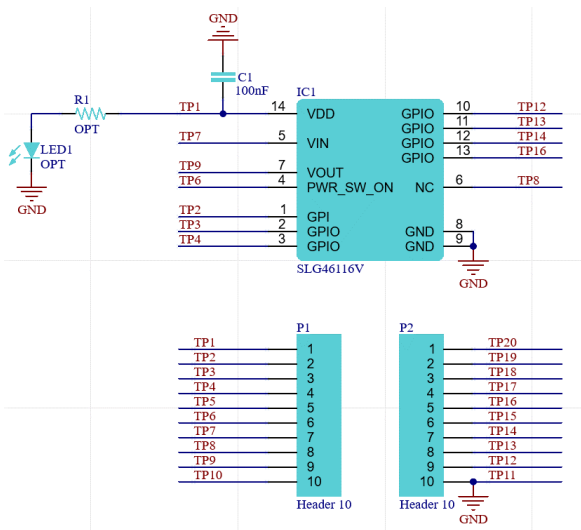 GND
C1
100nF
IC1
R1
OPT
TP1
14
VDD
GPIO
10
TP12
GPIO
11
TP13
LED1
OPT
TP7
5
VIN
GPIO
12
TP14
GPIO
13
TP16
TP9
7
VOUT
TP6
4
PWR_SW_ON
NC
6
TP8
GND
TP2
1
GPI
TP3
2
GPIO
GND
8
TP4
3
GPIO
GND
9
SLG46116V
GND
P1
P2
TP1
1
1
TP20
TP2
2
2
TP19
TP3
3
3
TP18
TP4
4
4
TP17
TP5
5
5
TP16
TP6
6
6
TP15
TP7
7
7
TP14
TP8
8
8
TP13
TP9
9
9
TP12
TP10
10
10
TP11
Header 10
Header 10
GND